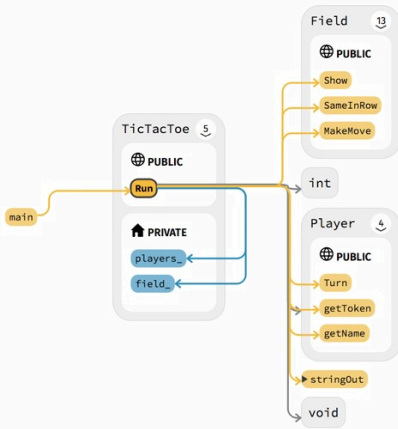 main
TicTacToe 5
PUBLIC
Run
PRIVATE
players_
field_
Field 13
PUBLIC
Show
SameInRow
MakeMove
int
Player 4
PUBLIC
Turn
getToken
getName
stringOut
void